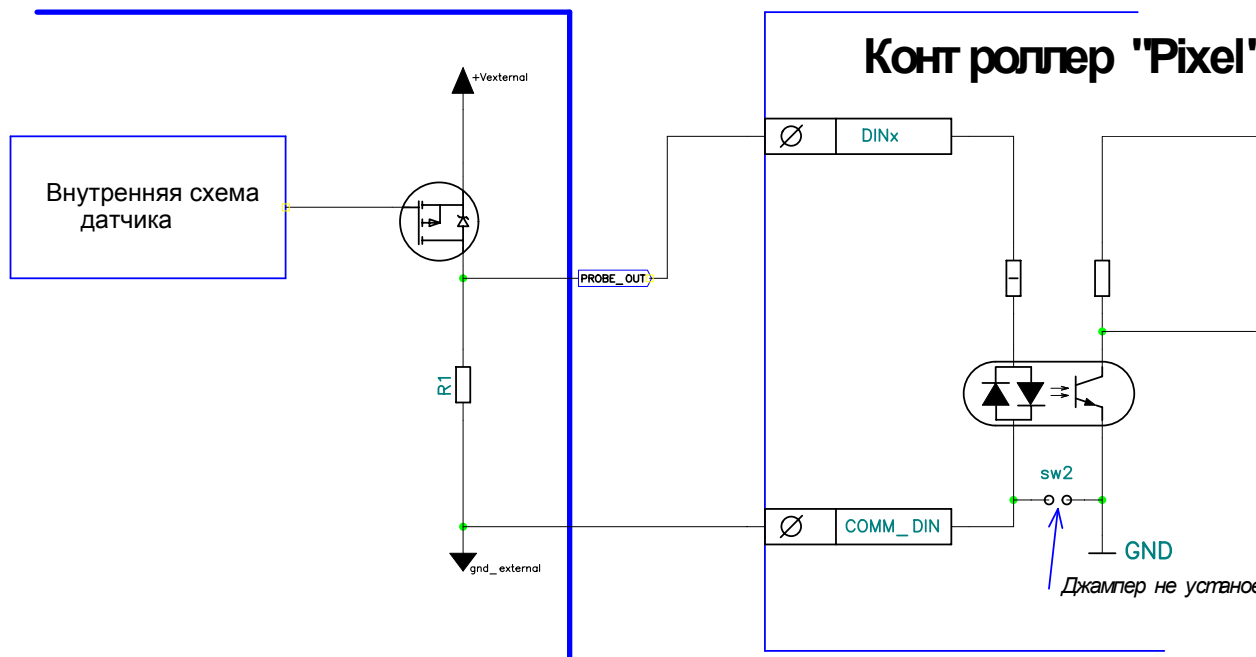 Конт роллер "Pixel"
+Vexternal
DINx
Внутренняя схема
датчика
PROBE_OUT
R1
sw2
COMM_DIN
GND
gnd_external
Джампер не установ